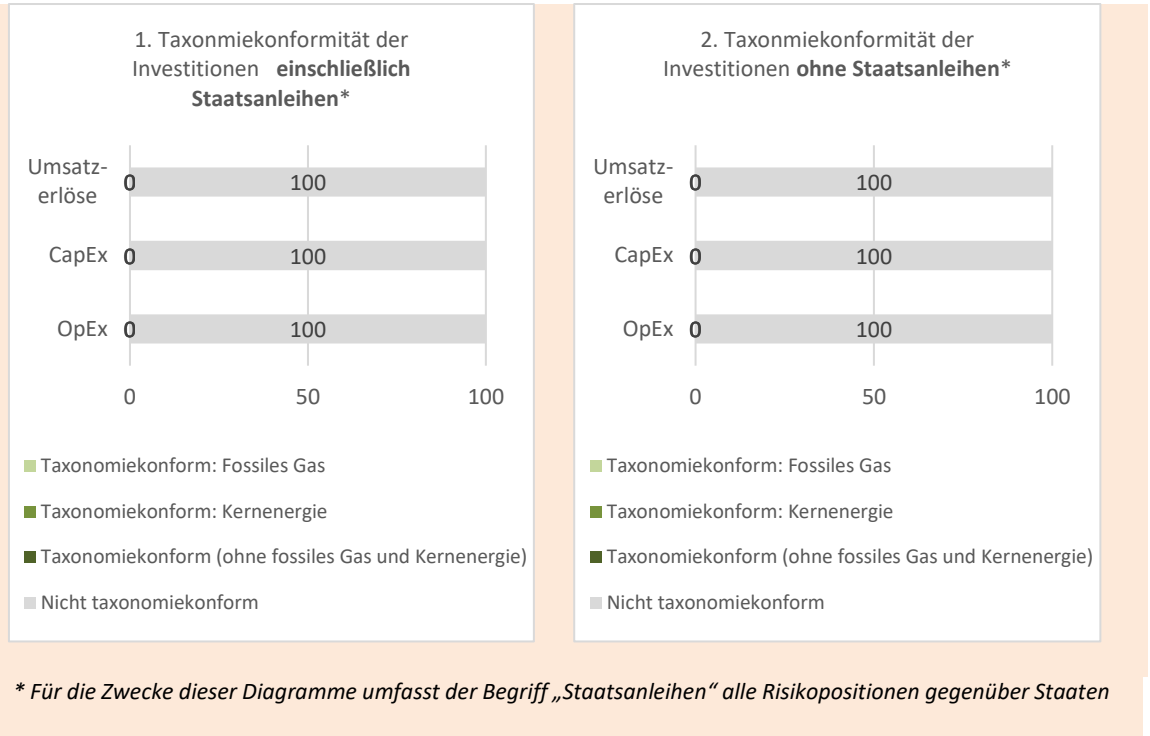 1. Taxonmiekonformität der
Investitionen einschließlich
Staatsanleihen*
Umsatz-
erlöse
0
100
CapEx
0
100
OpEx
0
100
0
50
100
Taxonomiekonform: Fossiles Gas
Taxonomiekonform: Kernenergie
Taxonomiekonform (ohne fossiles Gas und Kernenergie)
Nicht taxonomiekonform
2. Taxonmiekonformität der
Investitionen ohne Staatsanleihen*
Umsatz-
erlöse
0
100
CapEx
0
100
OpEx
0
100
0
50
100
Taxonomiekonform: Fossiles Gas
Taxonomiekonform: Kernenergie
Taxonomiekonform (ohne fossiles Gas und Kernenergie)
Nicht taxonomiekonform
* Für die Zwecke dieser Diagramme umfasst der Begriff „Staatsanleihen“ alle Risikopositionen gegenüber Staaten